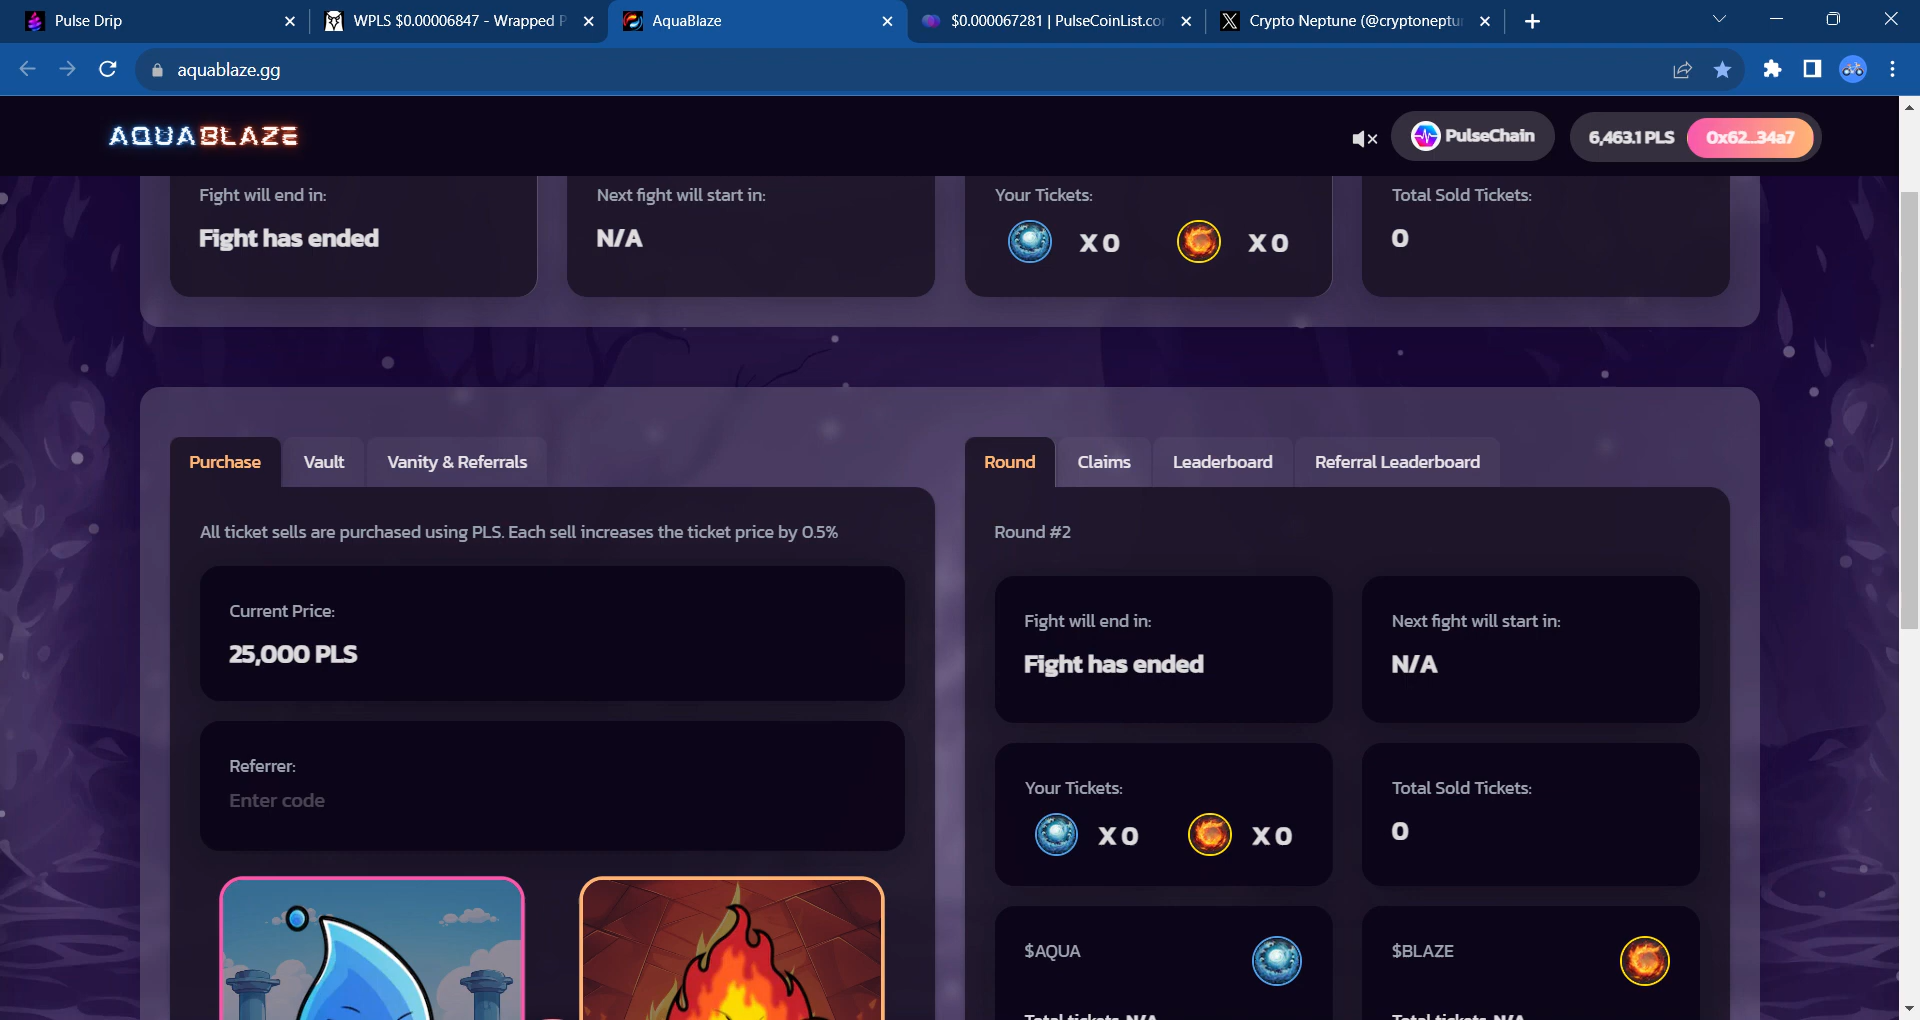 Pulse Drip
WPLS $0.00006847 - Wrapped P
AquaBlaze
$0.000067281 | PulseCoinList.co
Crypto Neptune (@cryptoneptu
aquablaze.gg
AQUABLAZE
PulseChain
6,463.1 PLS
0x62...34a7
Fight will end in:
Fight has ended
Next fight will start in:
N/A
Your Tickets:
X 0
X 0
Total Sold Tickets:
0
Purchase
Vault
Vanity & Referrals
All ticket sells are purchased using PLS. Each sell increases the ticket price by 0.5%
Current Price:
25,000 PLS
Referrer:
Enter code
Round
Claims
Leaderboard
Referral Leaderboard
Round #2
Fight will end in:
Fight has ended
Next fight will start in:
N/A
Your Tickets:
X 0
X 0
Total Sold Tickets:
0
$AQUA
Total tickets: N/A
$BLAZE
Total tickets: N/A